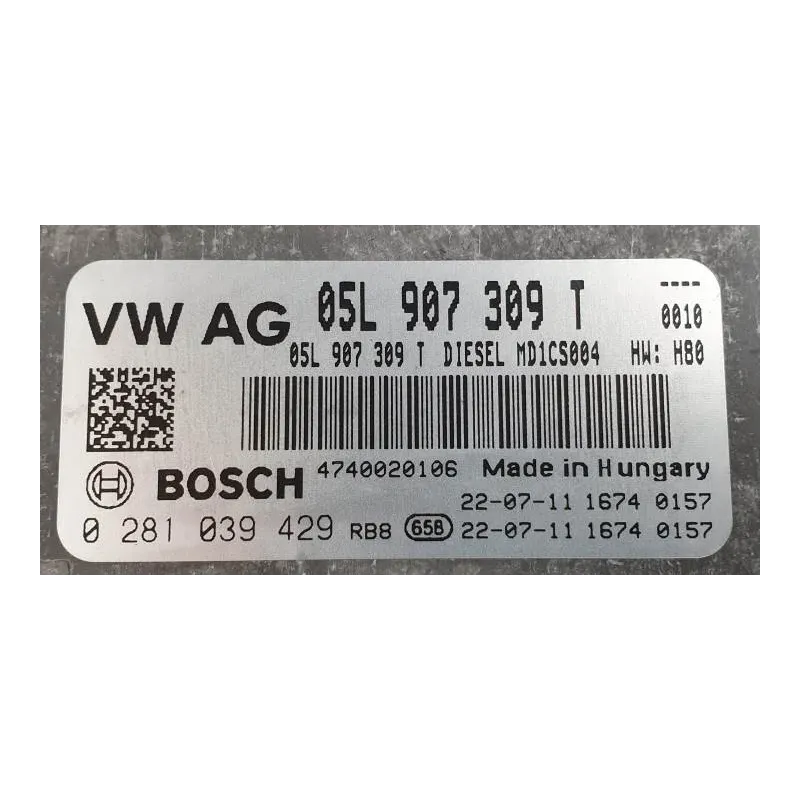 VW AG 05L 907 309 T ----
0010
05L 907 309 T DIESEL MD1CS004 HW: H80
BOSCH 4740020106 Made in Hungary
22-07-11 1674 0157
0 281 039 429 RB8 65B 22-07-11 1674 0157